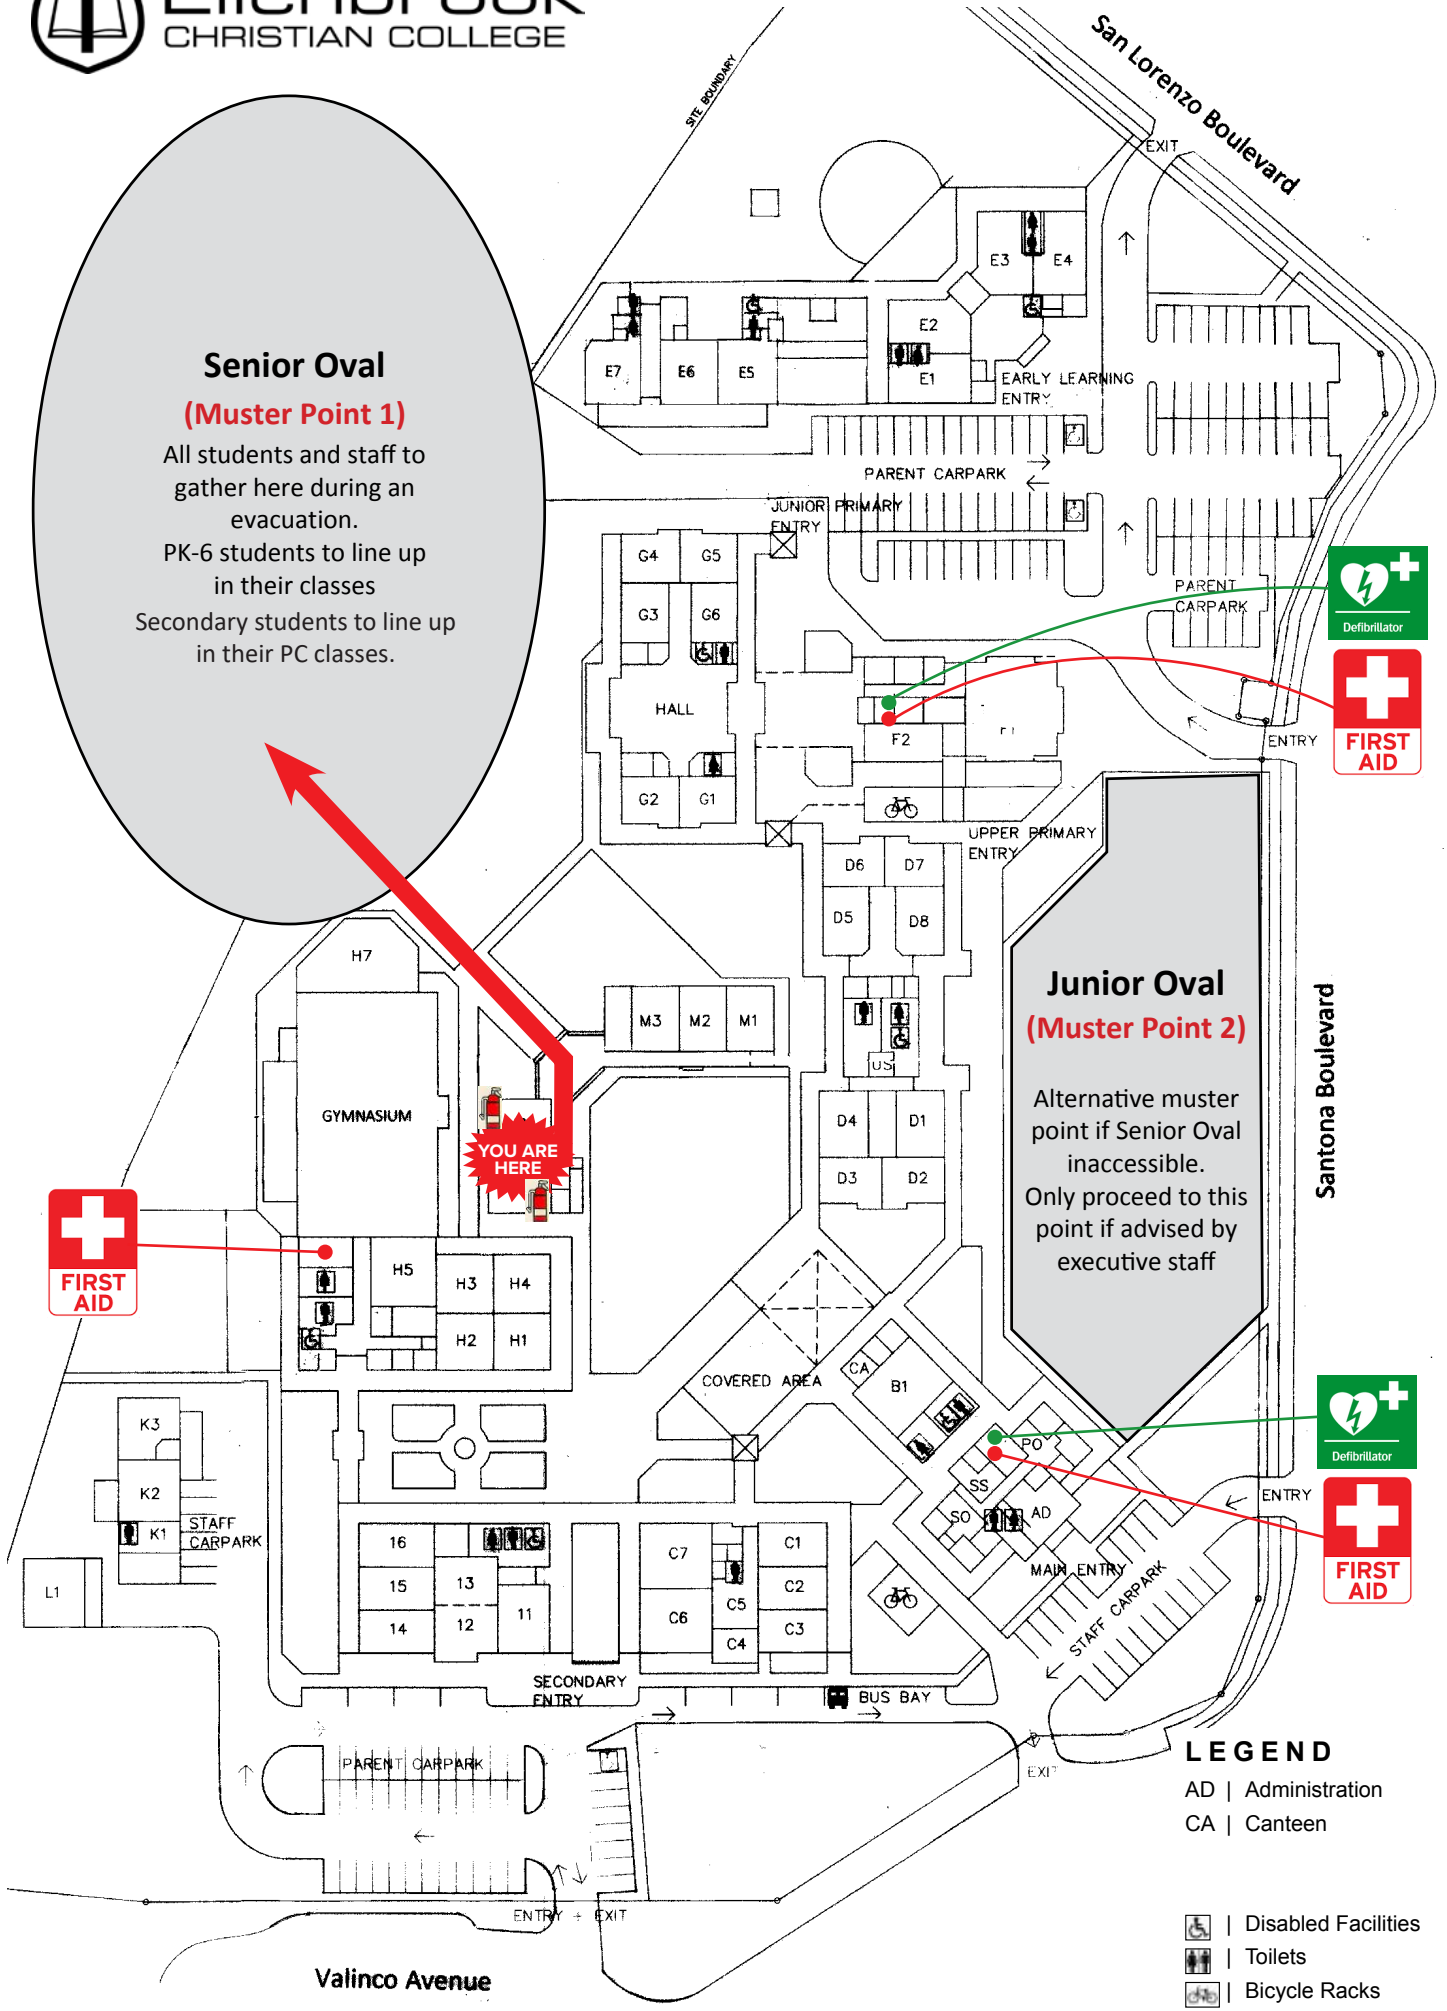 CHRISTIAN COLLEGE
San Lorenzo Boulevard
SITE BOUNDARY
EXIT
E3
E4
E2
E7
E6
E5
E1
EARLY LEARNING
ENTRY
Senior Oval
(Muster Point 1)
All students and staff to
gather here during an
evacuation.
PK-6 students to line up
in their classes
Secondary students to line up
in their PC classes.
PARENT CARPARK
JUNIOR PRIMARY
ENTRY
G4
G5
G3
G6
PARENT
CARPARK
Defibrillator
FIRST
AID
HALL
F2
F1
ENTRY
G2
G1
UPPER PRIMARY
ENTRY
D6
D7
D5
D8
H7
M3
M2
M1
US
Junior Oval
(Muster Point 2)
Alternative muster
point if Senior Oval
inaccessible.
Only proceed to this
point if advised by
executive staff
Santona Boulevard
GYMNASIUM
YOU ARE
HERE
D4
D1
D3
D2
FIRST
AID
H5
H3
H4
H2
H1
COVERED AREA
CA
B1
K3
K2
K1
STAFF
CARPARK
L1
PO
SS
SO
AD
MAIN ENTRY
STAFF CARPARK
ENTRY
Defibrillator
FIRST
AID
16
15
14
13
12
11
C7
C6
C5
C4
C1
C2
C3
SECONDARY
ENTRY
BUS BAY
PARENT CARPARK
EXIT
ENTRY + EXIT
Valinco Avenue
LEGEND
AD | Administration
CA | Canteen
| Disabled Facilities
| Toilets
| Bicycle Racks